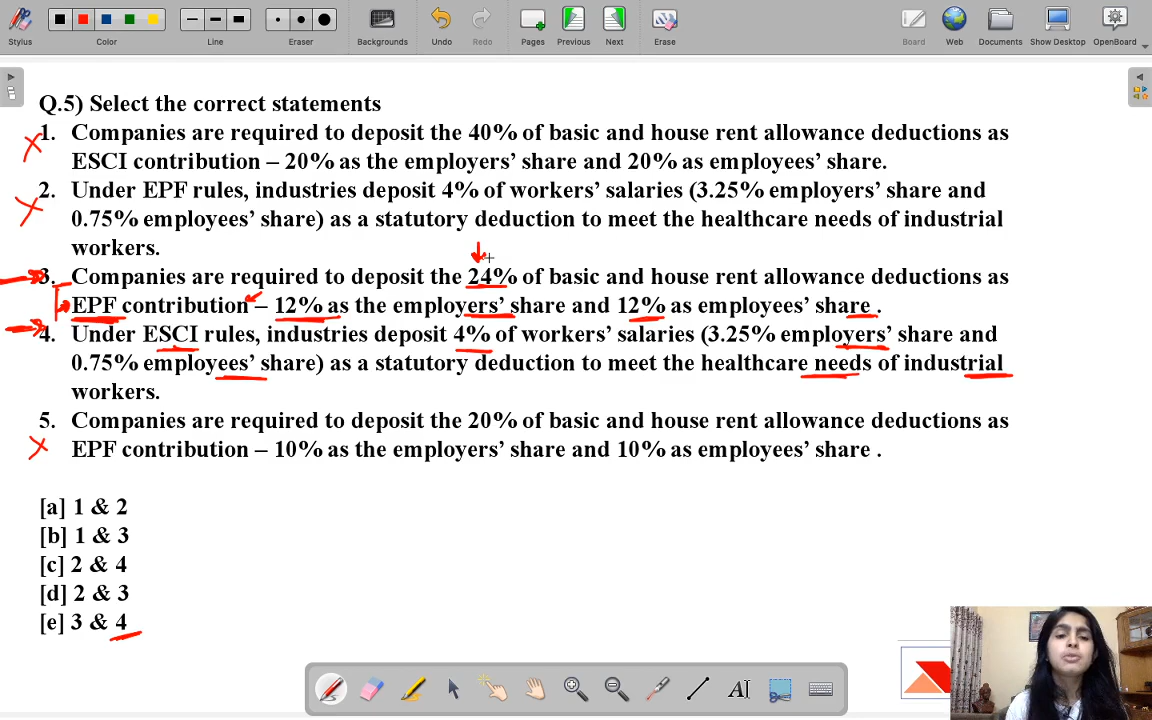 Stylus Color Line Eraser Backgrounds Undo Redo Pages Previous Next Erase Board Web Documents Show Desktop OpenBoard
Q.5) Select the correct statements
1. Companies are required to deposit the 40% of basic and house rent allowance deductions as
ESCI contribution – 20% as the employers’ share and 20% as employees’ share.
2. Under EPF rules, industries deposit 4% of workers’ salaries (3.25% employers’ share and
0.75% employees’ share) as a statutory deduction to meet the healthcare needs of industrial
workers.
3. Companies are required to deposit the 24% of basic and house rent allowance deductions as
EPF contribution – 12% as the employers’ share and 12% as employees’ share .
4. Under ESCI rules, industries deposit 4% of workers’ salaries (3.25% employers’ share and
0.75% employees’ share) as a statutory deduction to meet the healthcare needs of industrial
workers.
5. Companies are required to deposit the 20% of basic and house rent allowance deductions as
EPF contribution – 10% as the employers’ share and 10% as employees’ share .
[a] 1 & 2
[b] 1 & 3
[c] 2 & 4
[d] 2 & 3
[e] 3 & 4